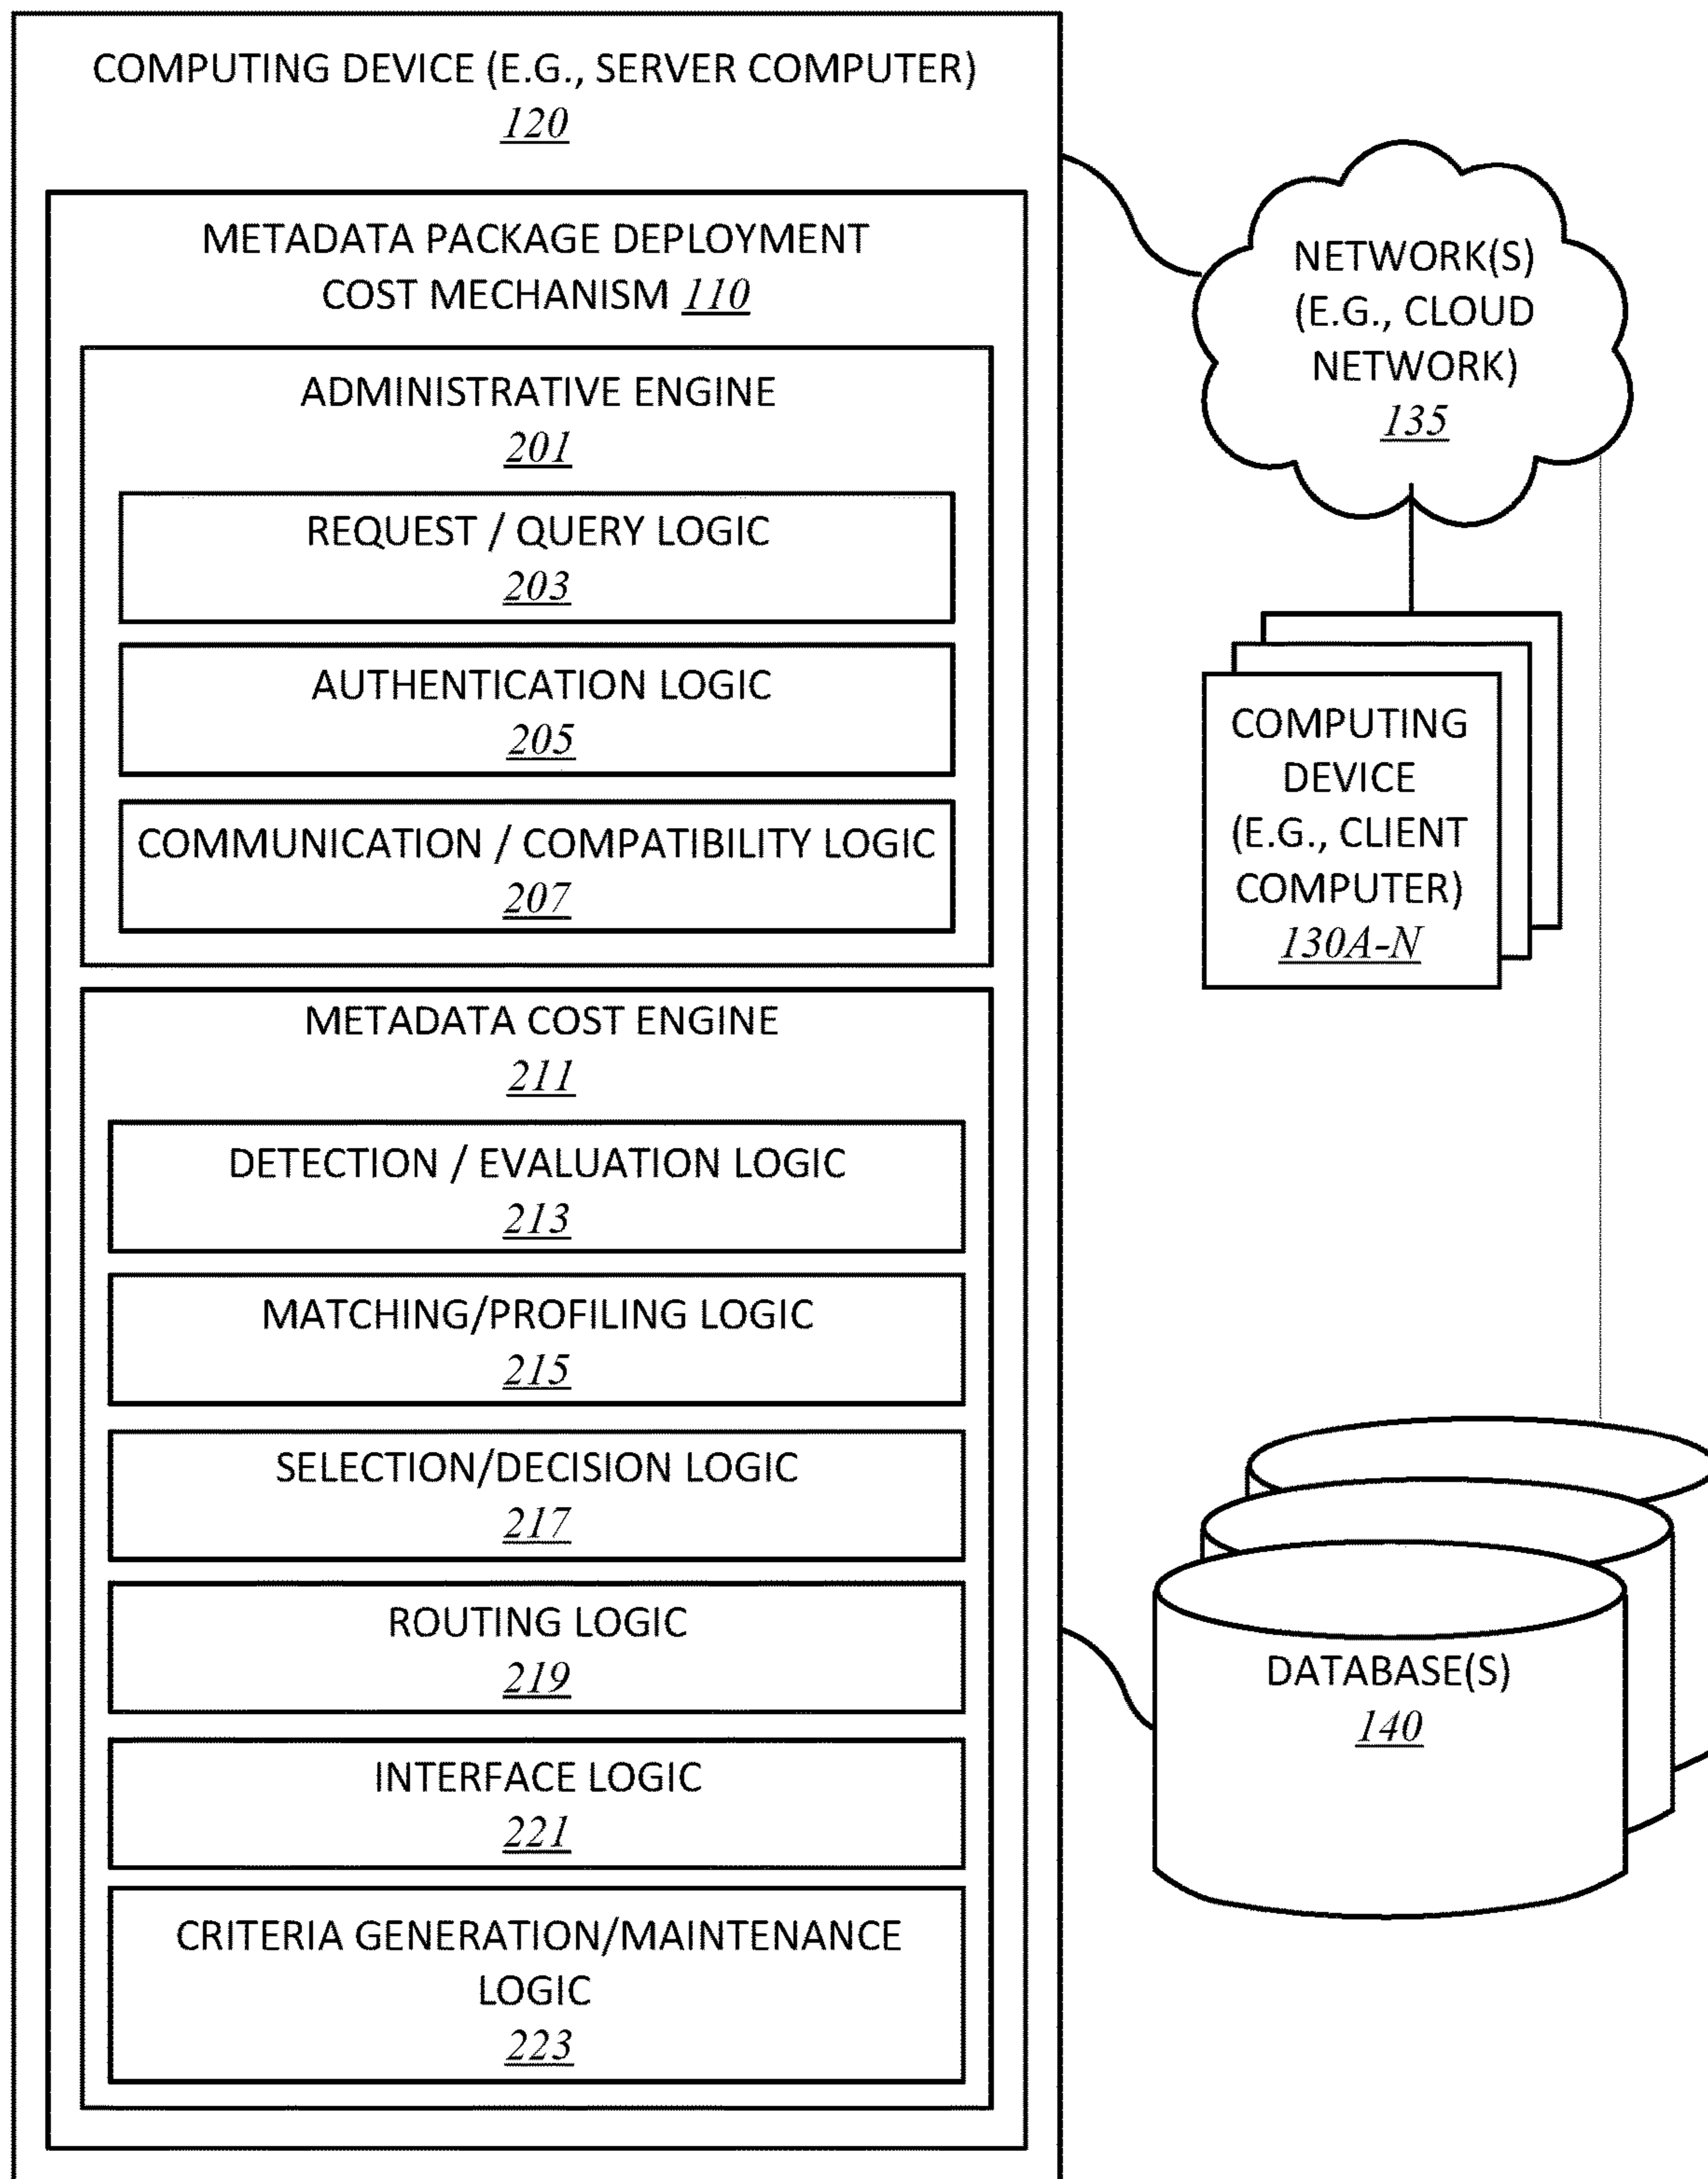 COMPUTING DEVICE (E.G., SERVER COMPUTER)
120
METADATA PACKAGE DEPLOYMENT
COST MECHANISM 110
ADMINISTRATIVE ENGINE
201
REQUEST / QUERY LOGIC
203
AUTHENTICATION LOGIC
205
COMMUNICATION / COMPATIBILITY LOGIC
207
METADATA COST ENGINE
211
DETECTION / EVALUATION LOGIC
213
MATCHING/PROFILING LOGIC
215
SELECTION/DECISION LOGIC
217
ROUTING LOGIC
219
INTERFACE LOGIC
221
CRITERIA GENERATION/MAINTENANCE
LOGIC
223
NETWORK(S)
(E.G., CLOUD
NETWORK)
135
COMPUTING
DEVICE
(E.G., CLIENT
COMPUTER)
130A-N
DATABASE(S)
140